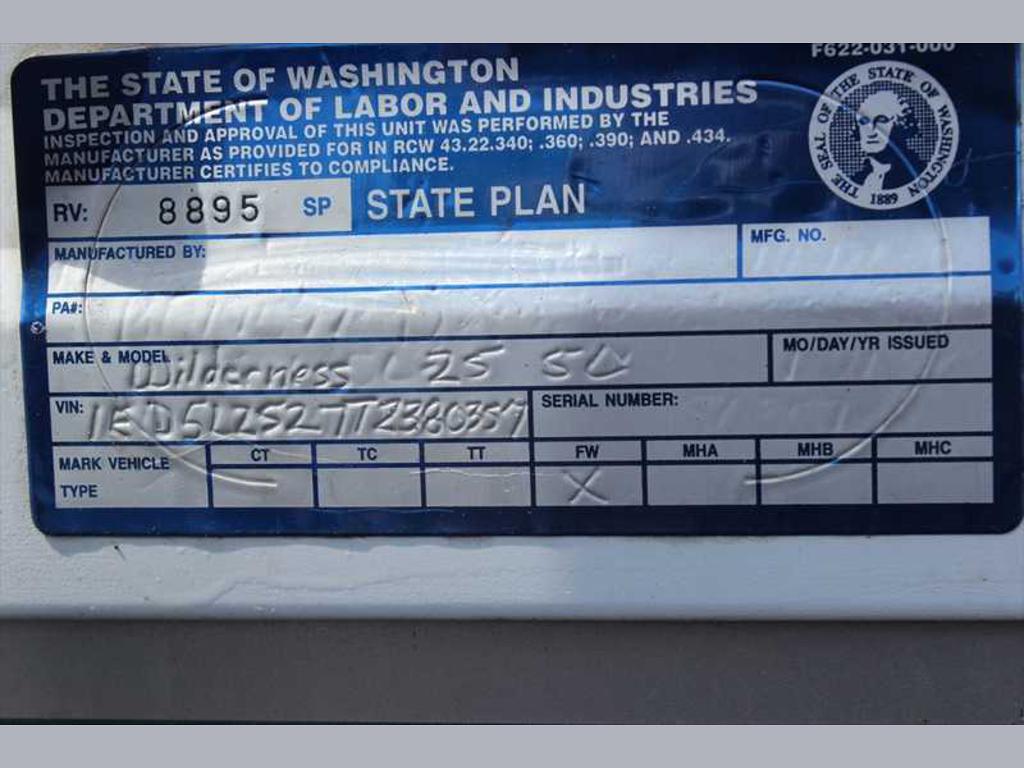 F622-031-000
THE STATE OF WASHINGTON
DEPARTMENT OF LABOR AND INDUSTRIES
INSPECTION AND APPROVAL OF THIS UNIT WAS PERFORMED BY THE
MANUFACTURER AS PROVIDED FOR IN RCW 43.22.340; .360; .390; AND .434.
MANUFACTURER CERTIFIES TO COMPLIANCE.
THE SEAL OF THE STATE OF WASHINGTON
1889
RV: 8895 SP STATE PLAN
MANUFACTURED BY: MFG. NO.
PA#:
MAKE & MODEL Wilderness L 25 5C MO/DAY/YR ISSUED
VIN: 1ED5L252TT2380359 SERIAL NUMBER:
MARK VEHICLE TYPE CT TC TT FW MHA MHB MHC
X